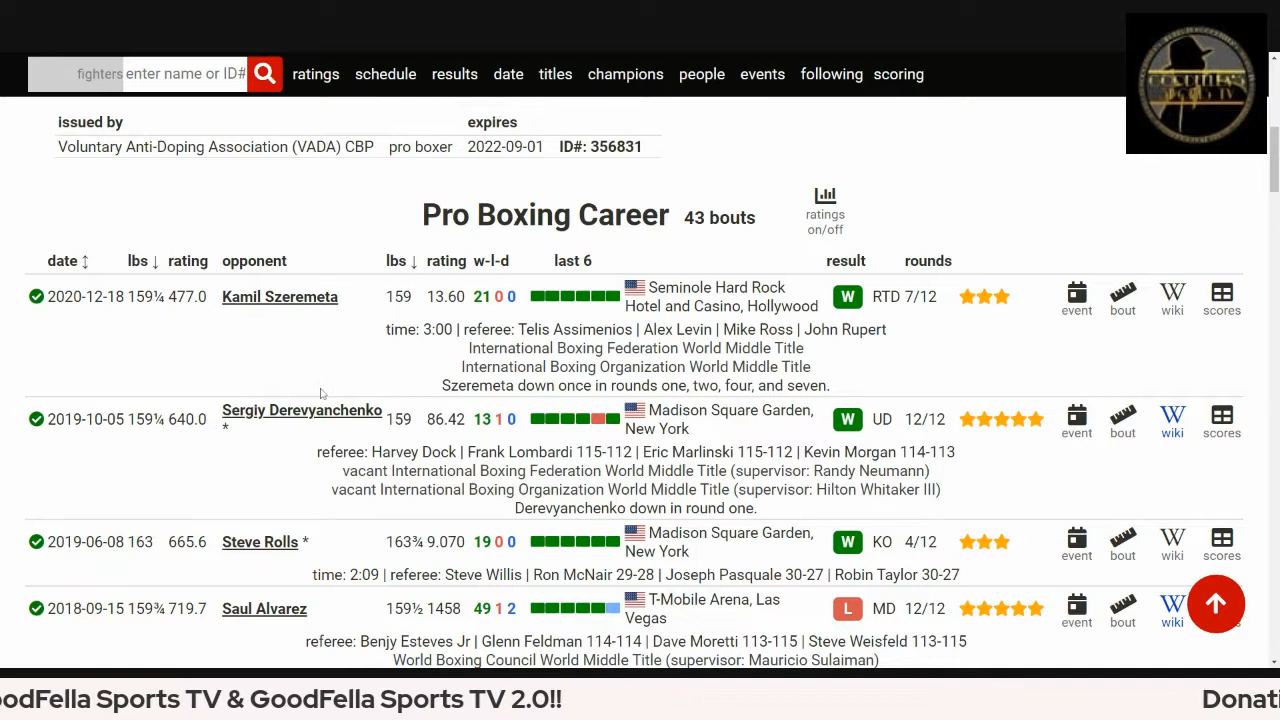 fighters enter name or ID# ratings schedule results date titles champions people events following scoring
GOODFELLA'S
SPORTS TV
issued by expires
Voluntary Anti-Doping Association (VADA) CBP pro boxer 2022-09-01 ID#: 356831
Pro Boxing Career 43 bouts
ratings
on/off
date ↕ lbs ↓ rating opponent lbs ↓ rating w-l-d last 6 result rounds
2020-12-18 159¼ 477.0 Kamil Szeremeta 159 13.60 21 0 0 Seminole Hard Rock
Hotel and Casino, Hollywood W RTD 7/12 event bout W wiki scores
time: 3:00 | referee: Telis Assimenios | Alex Levin | Mike Ross | John Rupert
International Boxing Federation World Middle Title
International Boxing Organization World Middle Title
Szeremeta down once in rounds one, two, four, and seven.
2019-10-05 159¼ 640.0 Sergiy Derevyanchenko * 159 86.42 13 1 0 Madison Square Garden,
New York W UD 12/12 event bout W wiki scores
referee: Harvey Dock | Frank Lombardi 115-112 | Eric Marlinski 115-112 | Kevin Morgan 114-113
vacant International Boxing Federation World Middle Title (supervisor: Randy Neumann)
vacant International Boxing Organization World Middle Title (supervisor: Hilton Whitaker III)
Derevyanchenko down in round one.
2019-06-08 163 665.6 Steve Rolls * 163¾ 9.070 19 0 0 Madison Square Garden,
New York W KO 4/12 event bout W wiki scores
time: 2:09 | referee: Steve Willis | Ron McNair 29-28 | Joseph Pasquale 30-27 | Robin Taylor 30-27
2018-09-15 159¾ 719.7 Saul Alvarez 159½ 1458 49 1 2 T-Mobile Arena, Las
Vegas L MD 12/12 event bout W wiki scores
referee: Benjy Esteves Jr | Glenn Feldman 114-114 | Dave Moretti 113-115 | Steve Weisfeld 113-115
World Boxing Council World Middle Title (supervisor: Mauricio Sulaiman)
oodFella Sports TV & GoodFella Sports TV 2.0!! Donati